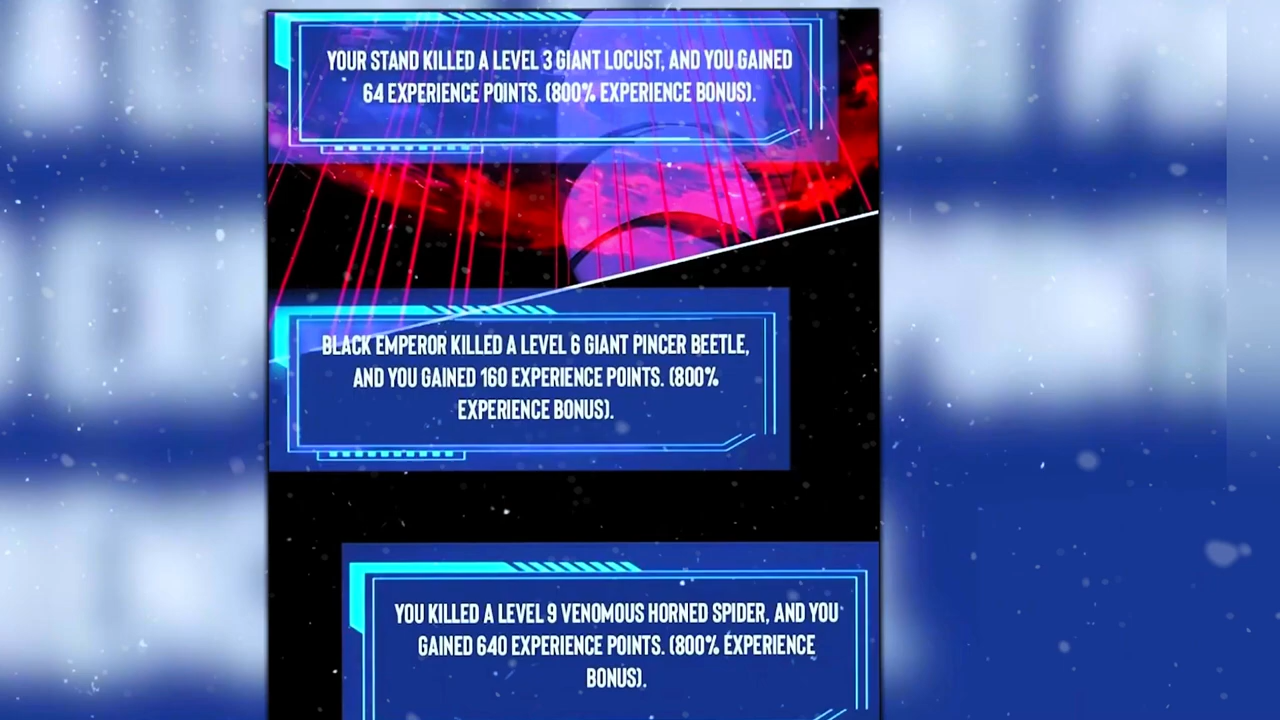 YOUR STAND KILLED A LEVEL 3 GIANT LOCUST, AND YOU GAINED
64 EXPERIENCE POINTS. (800% EXPERIENCE BONUS).
BLACK EMPEROR KILLED A LEVEL 6 GIANT PINCER BEETLE,
AND YOU GAINED 160 EXPERIENCE POINTS. (800%
EXPERIENCE BONUS).
YOU KILLED A LEVEL 9 VENOMOUS HORNED SPIDER, AND YOU
GAINED 640 EXPERIENCE POINTS. (800% EXPERIENCE
BONUS).